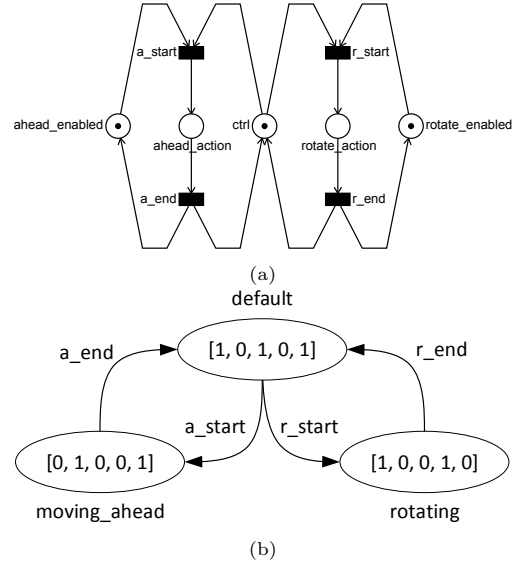 a_start
r_start
ahead_enabled
ahead_action
ctrl
rotate_action
rotate_enabled
a_end
r_end
(a)
default
[1, 0, 1, 0, 1]
a_end
r_end
a_start
r_start
[0, 1, 0, 0, 1]
[1, 0, 0, 1, 0]
moving_ahead
rotating
(b)